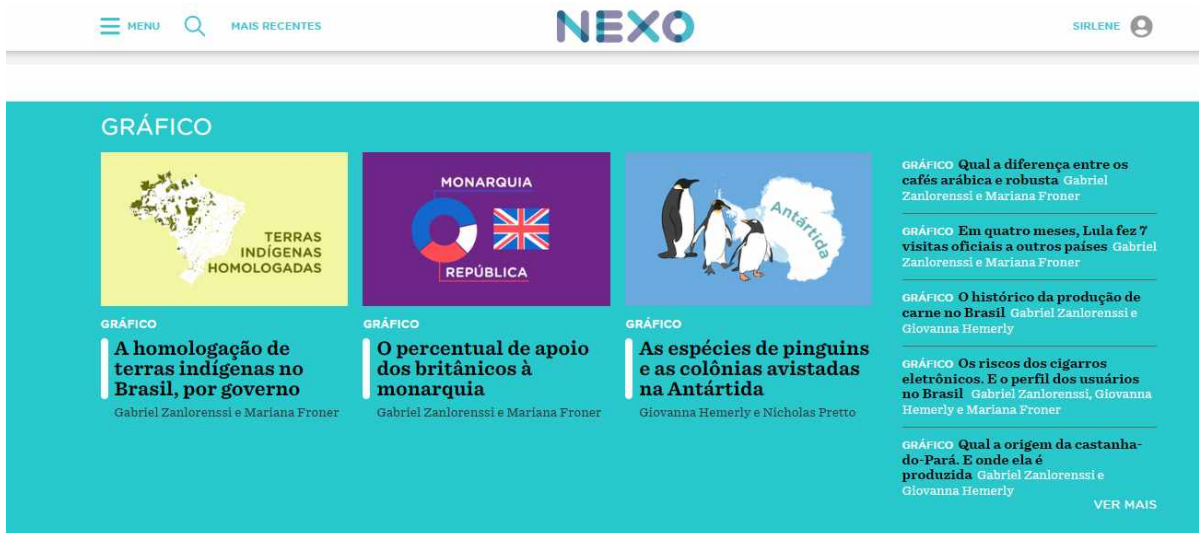 MENU
MAIS RECENTES
NEXO
SIRLENE
GRÁFICO
TERRAS
INDÍGENAS
HOMOLOGADAS
GRÁFICO
A homologação de
terras indígenas no
Brasil, por governo
Gabriel Zanlorenssi e Mariana Froner
MONARQUIA
REPÚBLICA
GRÁFICO
O percentual de apoio
dos britânicos à
monarquia
Gabriel Zanlorenssi e Mariana Froner
Antártida
GRÁFICO
As espécies de pinguins
e as colônias avistadas
na Antártida
Giovanna Hemerly e Nicholas Pretto
GRÁFICO Qual a diferença entre os
cafés arábica e robusta Gabriel
Zanlorenssi e Mariana Froner
GRÁFICO Em quatro meses, Lula fez 7
visitas oficiais a outros países Gabriel
Zanlorenssi e Mariana Froner
GRÁFICO O histórico da produção de
carne no Brasil Gabriel Zanlorenssi e
Giovanna Hemerly
GRÁFICO Os riscos dos cigarros
eletrônicos. E o perfil dos usuários
no Brasil Gabriel Zanlorenssi, Giovanna
Hemerly e Mariana Froner
GRÁFICO Qual a origem da castanha-
do-Pará. E onde ela é
produzida Gabriel Zanlorenssi e
Giovanna Hemerly
VER MAIS